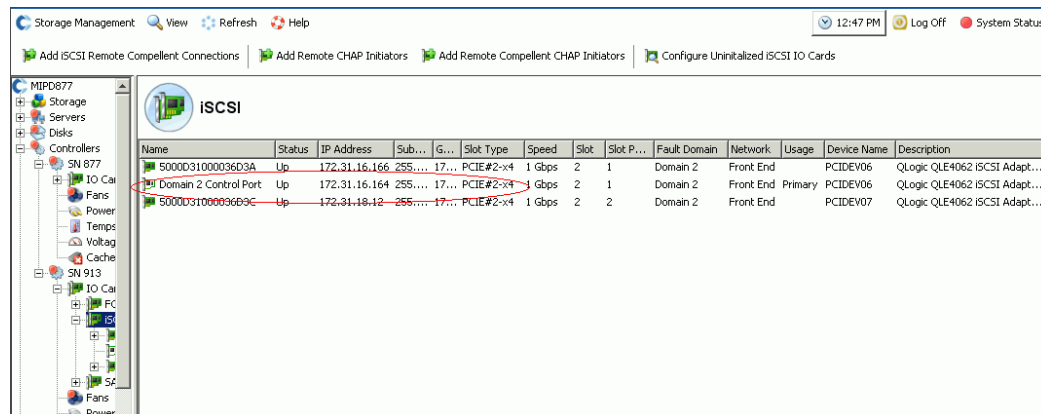 Storage Management View Refresh Help 12:47 PM Log Off System Status
Add iSCSI Remote Compellent Connections Add Remote CHAP Initiators Add Remote Compellent CHAP Initiators Configure Uninitalized iSCSI IO Cards
MIPD877
Storage
Servers
Disks
Controllers
SN 877
IO Car
Fans
Power
Temps
Voltag
Cache
SN 913
IO Car
FC
iSC
SA
Fans
Power
iSCSI
Name Status IP Address Sub... G... Slot Type Speed Slot Slot P... Fault Domain Network Usage Device Name Description
5000D31000036D3A Up 172.31.16.166 255.... 17... PCIE#2-x4 1 Gbps 2 1 Domain 2 Front End PCIDEV06 QLogic QLE4062 iSCSI Adapt...
Domain 2 Control Port Up 172.31.16.164 255.... 17... PCIE#2-x4 1 Gbps 2 1 Domain 2 Front End Primary PCIDEV06 QLogic QLE4062 iSCSI Adapt...
5000D31000036D3C Up 172.31.18.12 255.... 17... PCIE#2-x4 1 Gbps 2 2 Domain 2 Front End PCIDEV07 QLogic QLE4062 iSCSI Adapt...